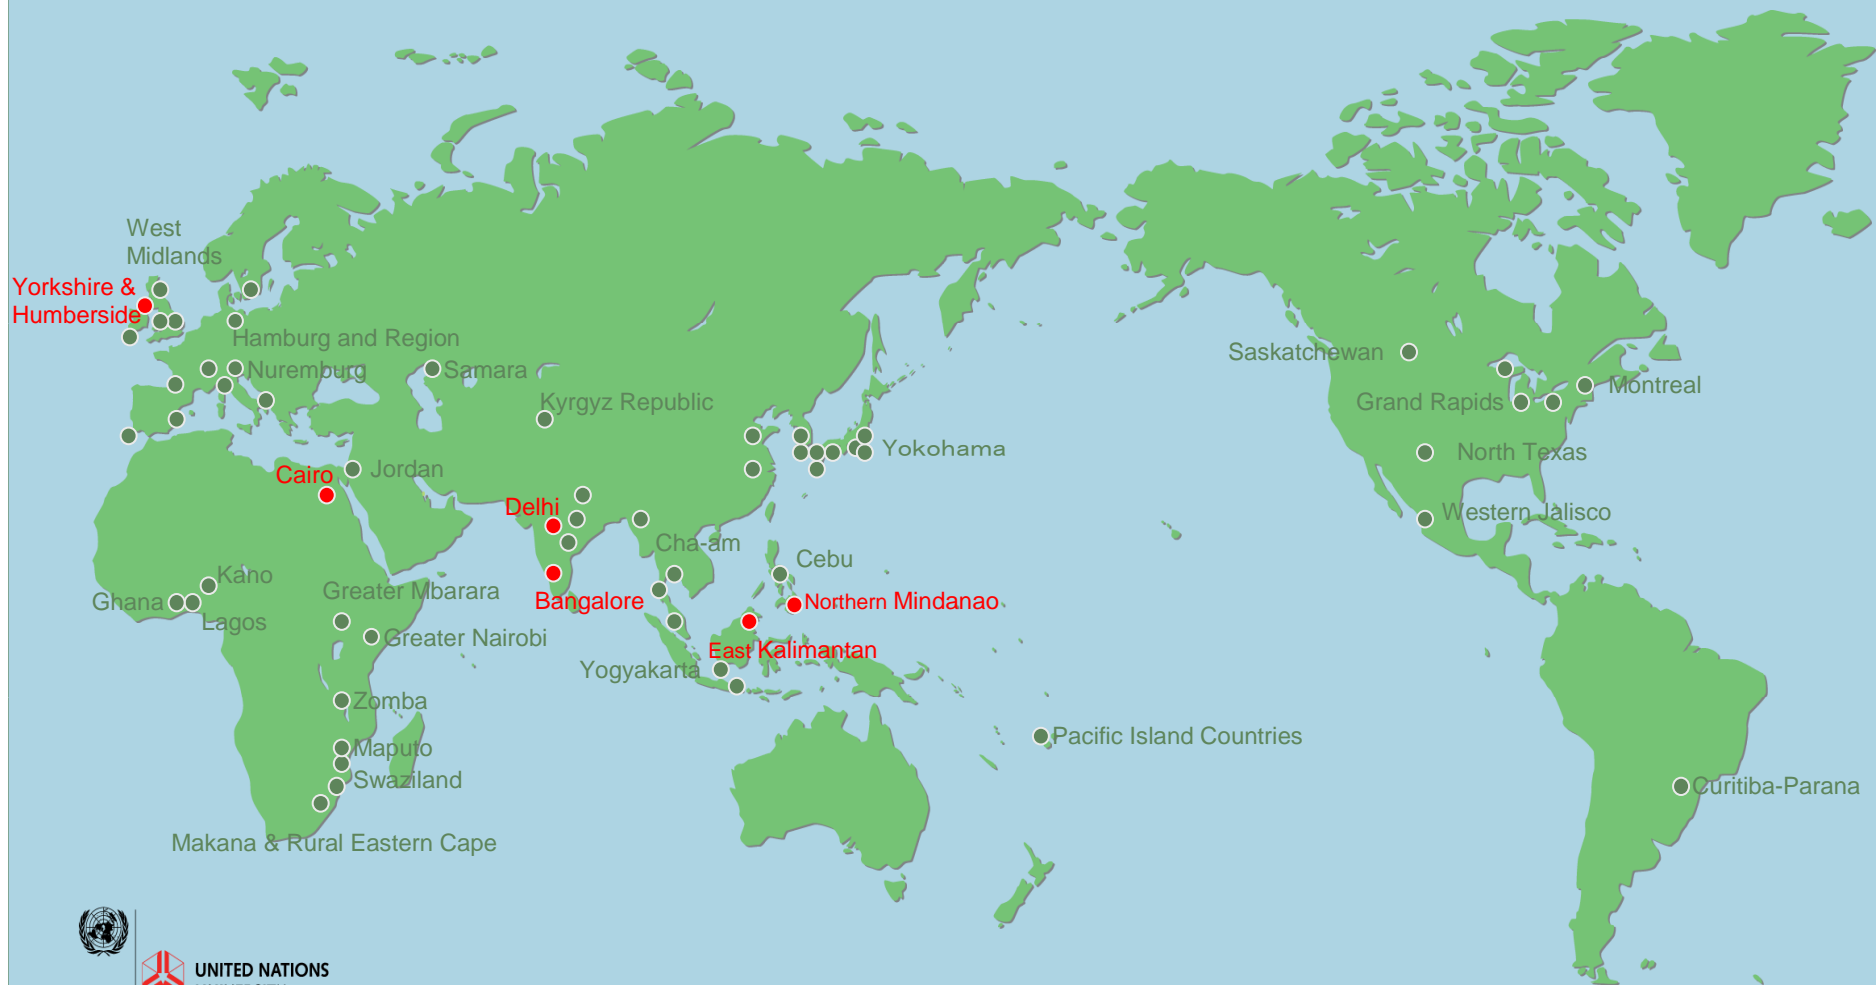 West
Midlands
Yorkshire &
Humberside
Hamburg and Region
Nuremburg
Samara
Saskatchewan
Montreal
Kyrgyz Republic
Grand Rapids
Yokohama
North Texas
Cairo
Jordan
Delhi
Western Jalisco
Cha-am
Cebu
Kano
Greater Mbarara
Ghana
Bangalore
Northern Mindanao
Lagos
Greater Nairobi
East Kalimantan
Yogyakarta
Zomba
Maputo
Pacific Island Countries
Swaziland
Curitiba-Parana
Makana & Rural Eastern Cape
UNITED NATIONS